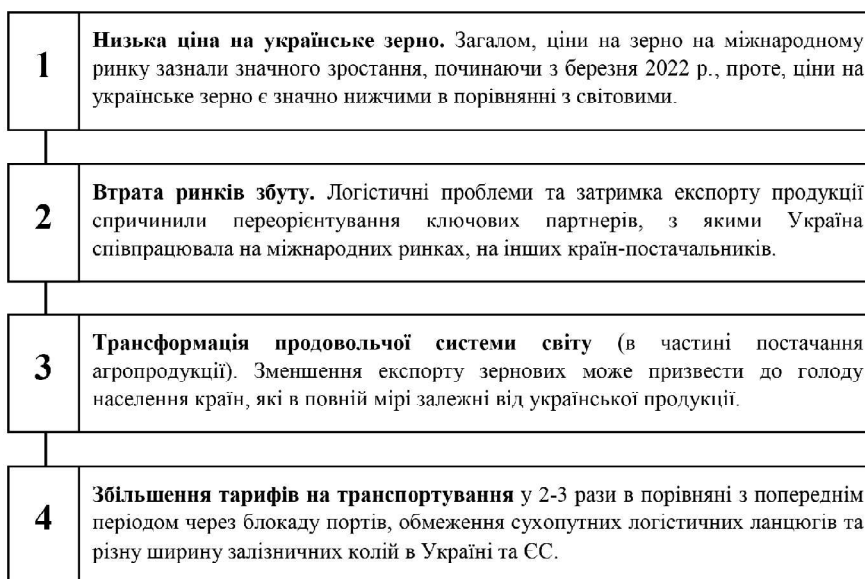 1
Низька ціна на українське зерно. Загалом, ціни на зерно на міжнародному
ринку зазнали значного зростання, починаючи з березня 2022 р., проте, ціни на
українське зерно є значно нижчими в порівнянні з світовими.
2
Втрата ринків збуту. Логістичні проблеми та затримка експорту продукції
спричинили переорієнтування ключових партнерів, з якими Україна
співпрацювала на міжнародних ринках, на інших країн-постачальників.
3
Трансформація продовольчої системи світу (в частині постачання
агропродукції). Зменшення експорту зернових може призвести до голоду
населення країн, які в повній мірі залежні від української продукції.
4
Збільшення тарифів на транспортування у 2-3 рази в порівняні з попереднім
періодом через блокаду портів, обмеження сухопутних логістичних ланцюгів та
різну ширину залізничних колій в Україні та ЄС.